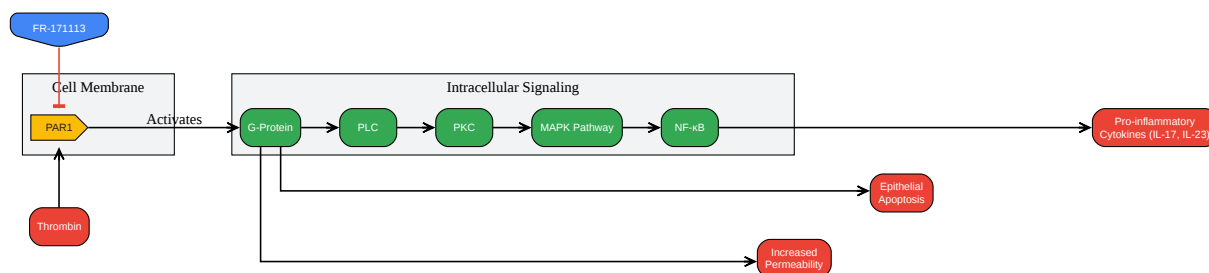 FR-171113
Cell Membrane
Intracellular Signaling
PAR1
Activates
G-Protein
PLC
PKC
MAPK Pathway
NF-κB
Pro-inflammatory
Cytokines (IL-17, IL-23)
Epithelial
Apoptosis
Thrombin
Increased
Permeability